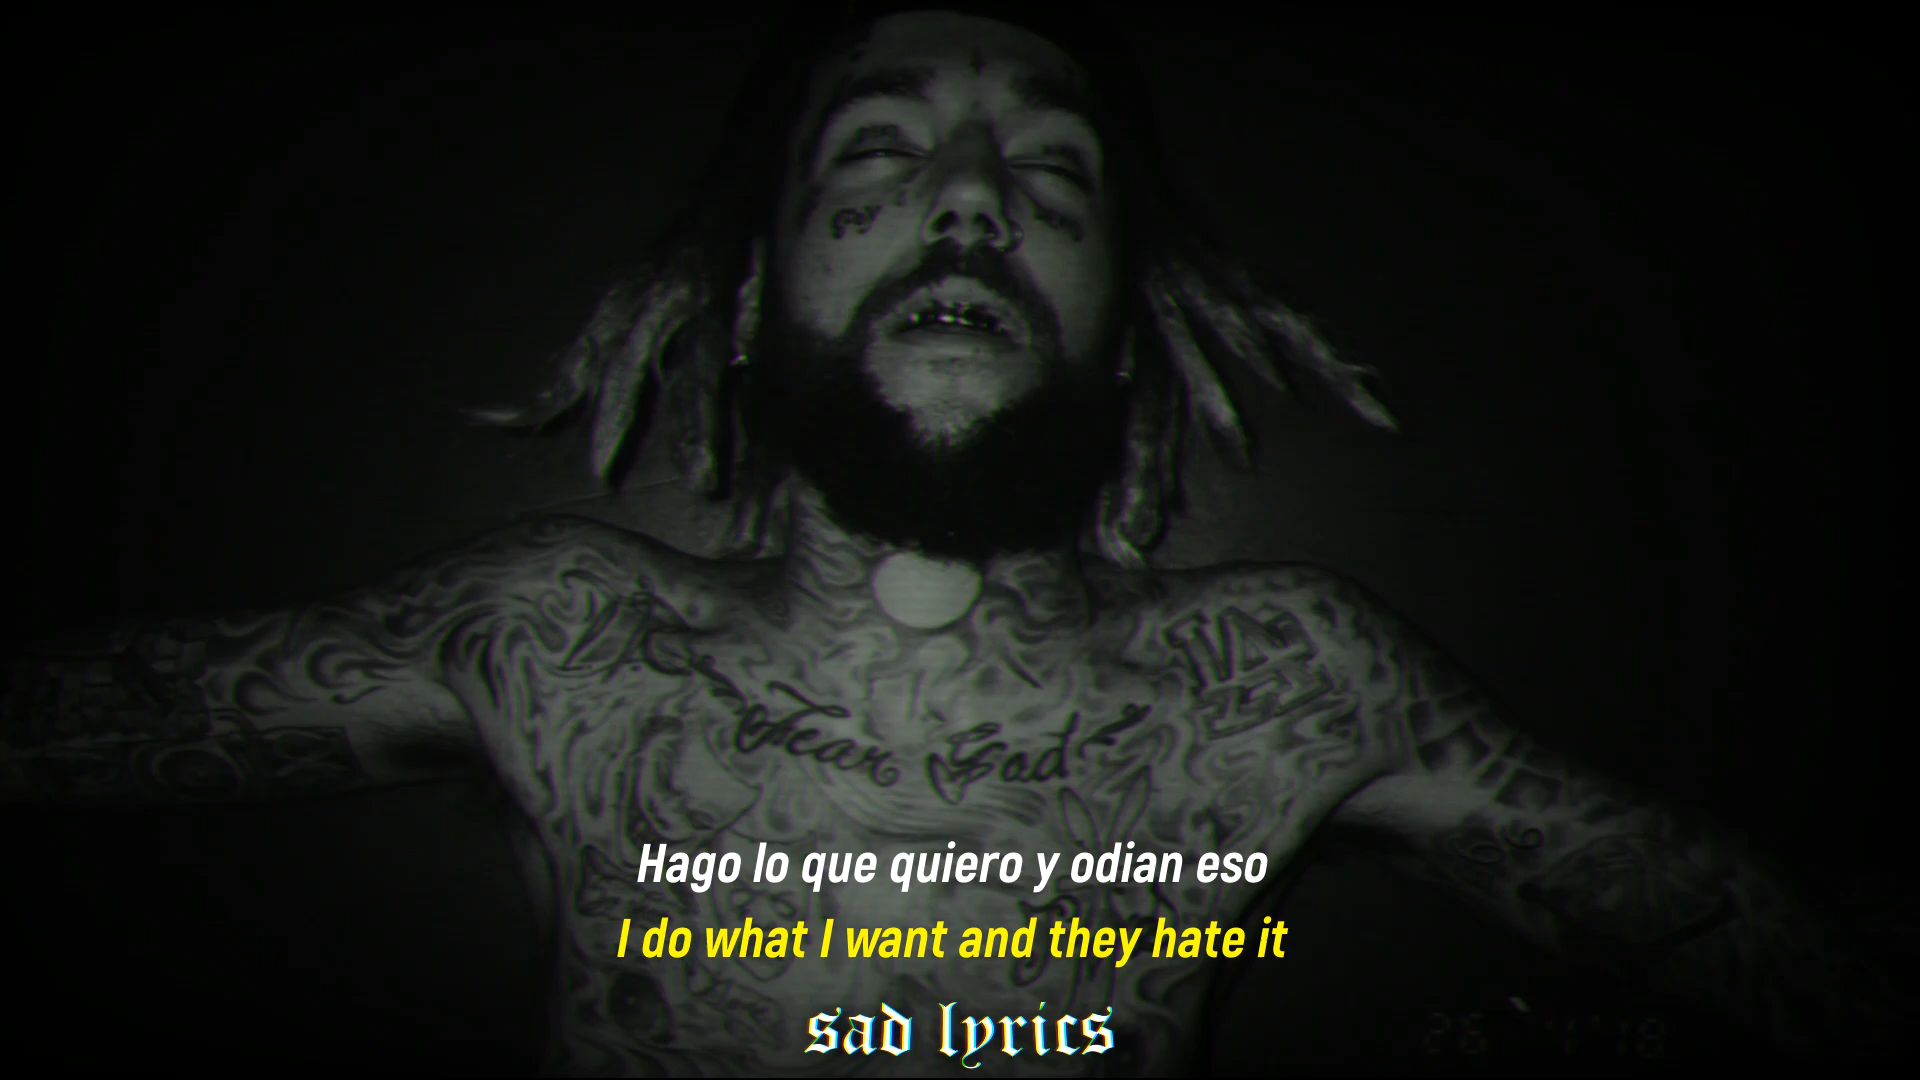 Fear God
Hago lo que quiero y odian eso
I do what I want and they hate it
sad lyrics